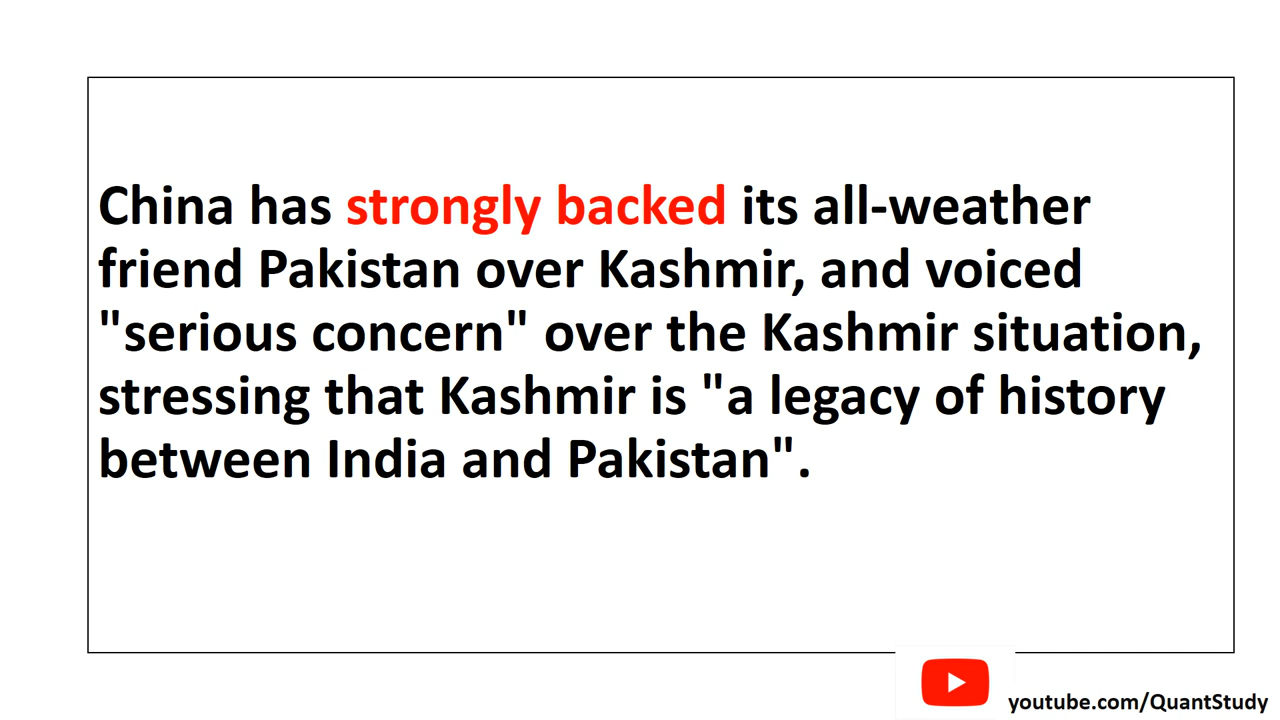 China has strongly backed its all-weather
friend Pakistan over Kashmir, and voiced
"serious concern" over the Kashmir situation,
stressing that Kashmir is "a legacy of history
between India and Pakistan".
youtube.com/QuantStudy